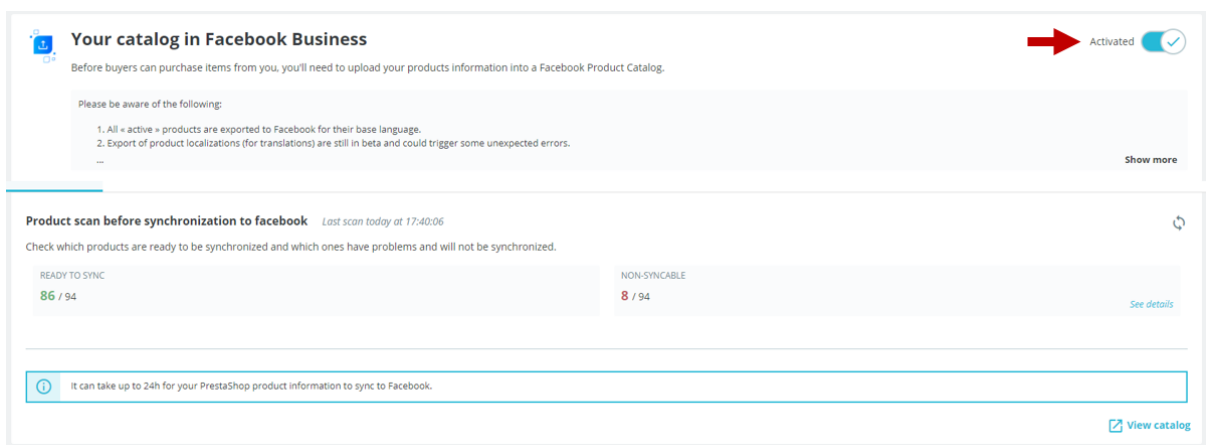 Your catalog in Facebook Business
Activated
Before buyers can purchase items from you, you'll need to upload your products information into a Facebook Product Catalog.
Please be aware of the following:
1. All « active » products are exported to Facebook for their base language.
2. Export of product localizations (for translations) are still in beta and could trigger some unexpected errors.
...
Show more
Product scan before synchronization to facebook Last scan today at 17:40:06
Check which products are ready to be synchronized and which ones have problems and will not be synchronized.
READY TO SYNC
86 / 94
NON-SYNCABLE
8 / 94
See details
It can take up to 24h for your PrestaShop product information to sync to Facebook.
View catalog